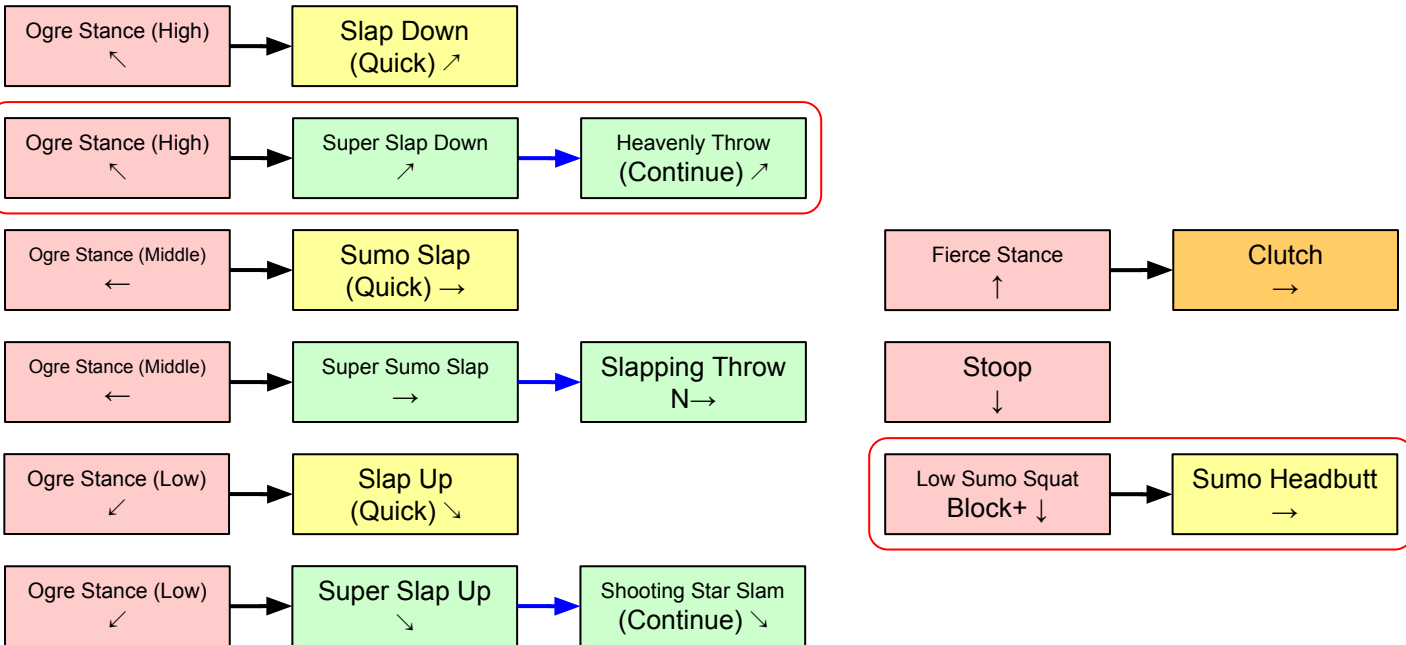 Ogre Stance (High)
↖
Slap Down
(Quick) ↗
Ogre Stance (High)
↖
Super Slap Down
↗
Heavenly Throw
(Continue) ↗
Ogre Stance (Middle)
←
Sumo Slap
(Quick) →
Ogre Stance (Middle)
←
Super Sumo Slap
→
Slapping Throw
N→
Ogre Stance (Low)
↙
Slap Up
(Quick) ↘
Ogre Stance (Low)
↙
Super Slap Up
↘
Shooting Star Slam
(Continue) ↘
Fierce Stance
↑
Clutch
→
Stoop
↓
Low Sumo Squat
Block+ ↓
Sumo Headbutt
→